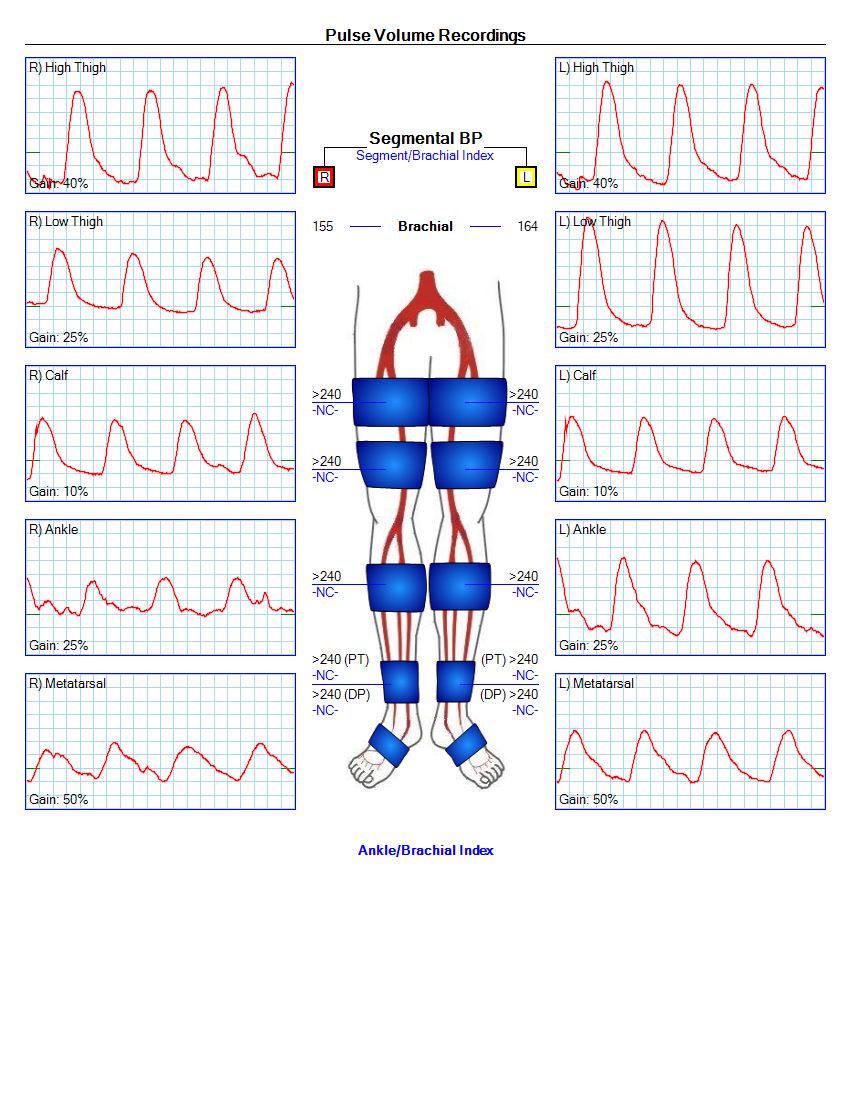 Pulse Volume Recordings
R) High Thigh
Gain: 40%
R) Low Thigh
Gain: 25%
R) Calf
Gain: 10%
R) Ankle
Gain: 25%
R) Metatarsal
Gain: 50%
Segmental BP
Segment/Brachial Index
R L
155 Brachial 164
>240 >240
-NC- -NC-
>240 >240
-NC- -NC-
>240 >240
-NC- -NC-
>240 (PT) (PT) >240
-NC- -NC-
>240 (DP) (DP) >240
-NC- -NC-
Ankle/Brachial Index
L) High Thigh
Gain: 40%
L) Low Thigh
Gain: 25%
L) Calf
Gain: 10%
L) Ankle
Gain: 25%
L) Metatarsal
Gain: 50%